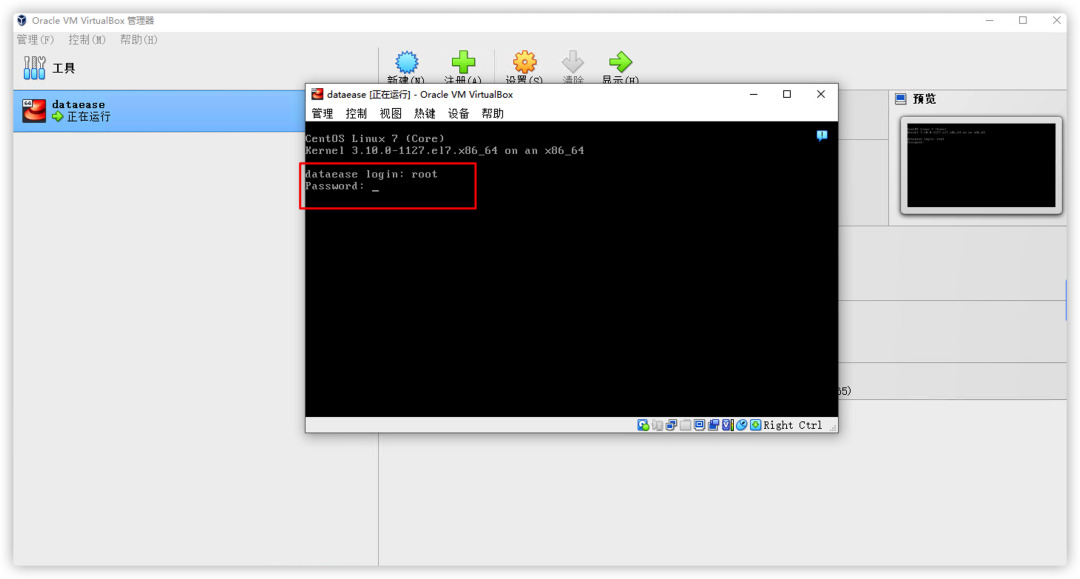 Oracle VM VirtualBox 管理器
管理(F) 控制(M) 帮助(H)
工具
新建(N) 注册(A) 设置(S) 清除 显示(H)
dataease
正在运行
预览
dataease [正在运行] - Oracle VM VirtualBox
管理 控制 视图 热键 设备 帮助
CentOS Linux 7 (Core)
Kernel 3.10.0-1127.el7.x86_64 on an x86_64
dataease login: root
Password: _
Right Ctrl